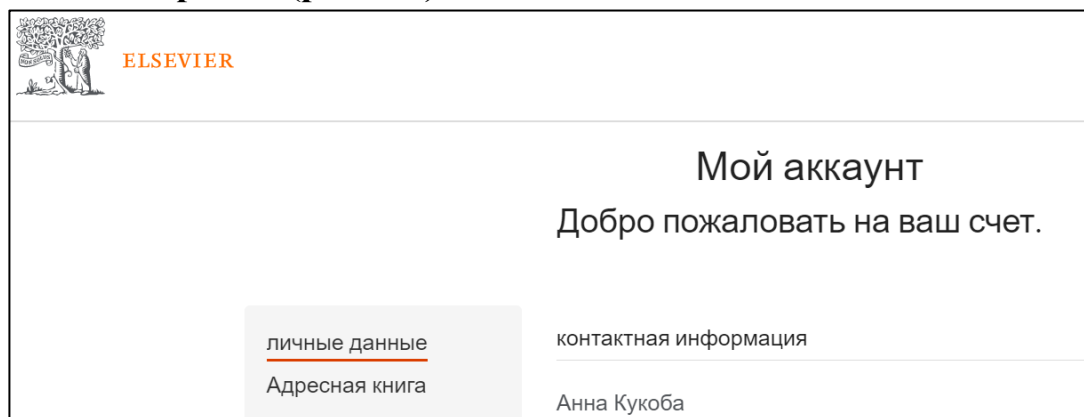 ELSEVIER
Мой аккаунт
Добро пожаловать на ваш счет.
личные данные
Адресная книга
контактная информация
Анна Кукоба